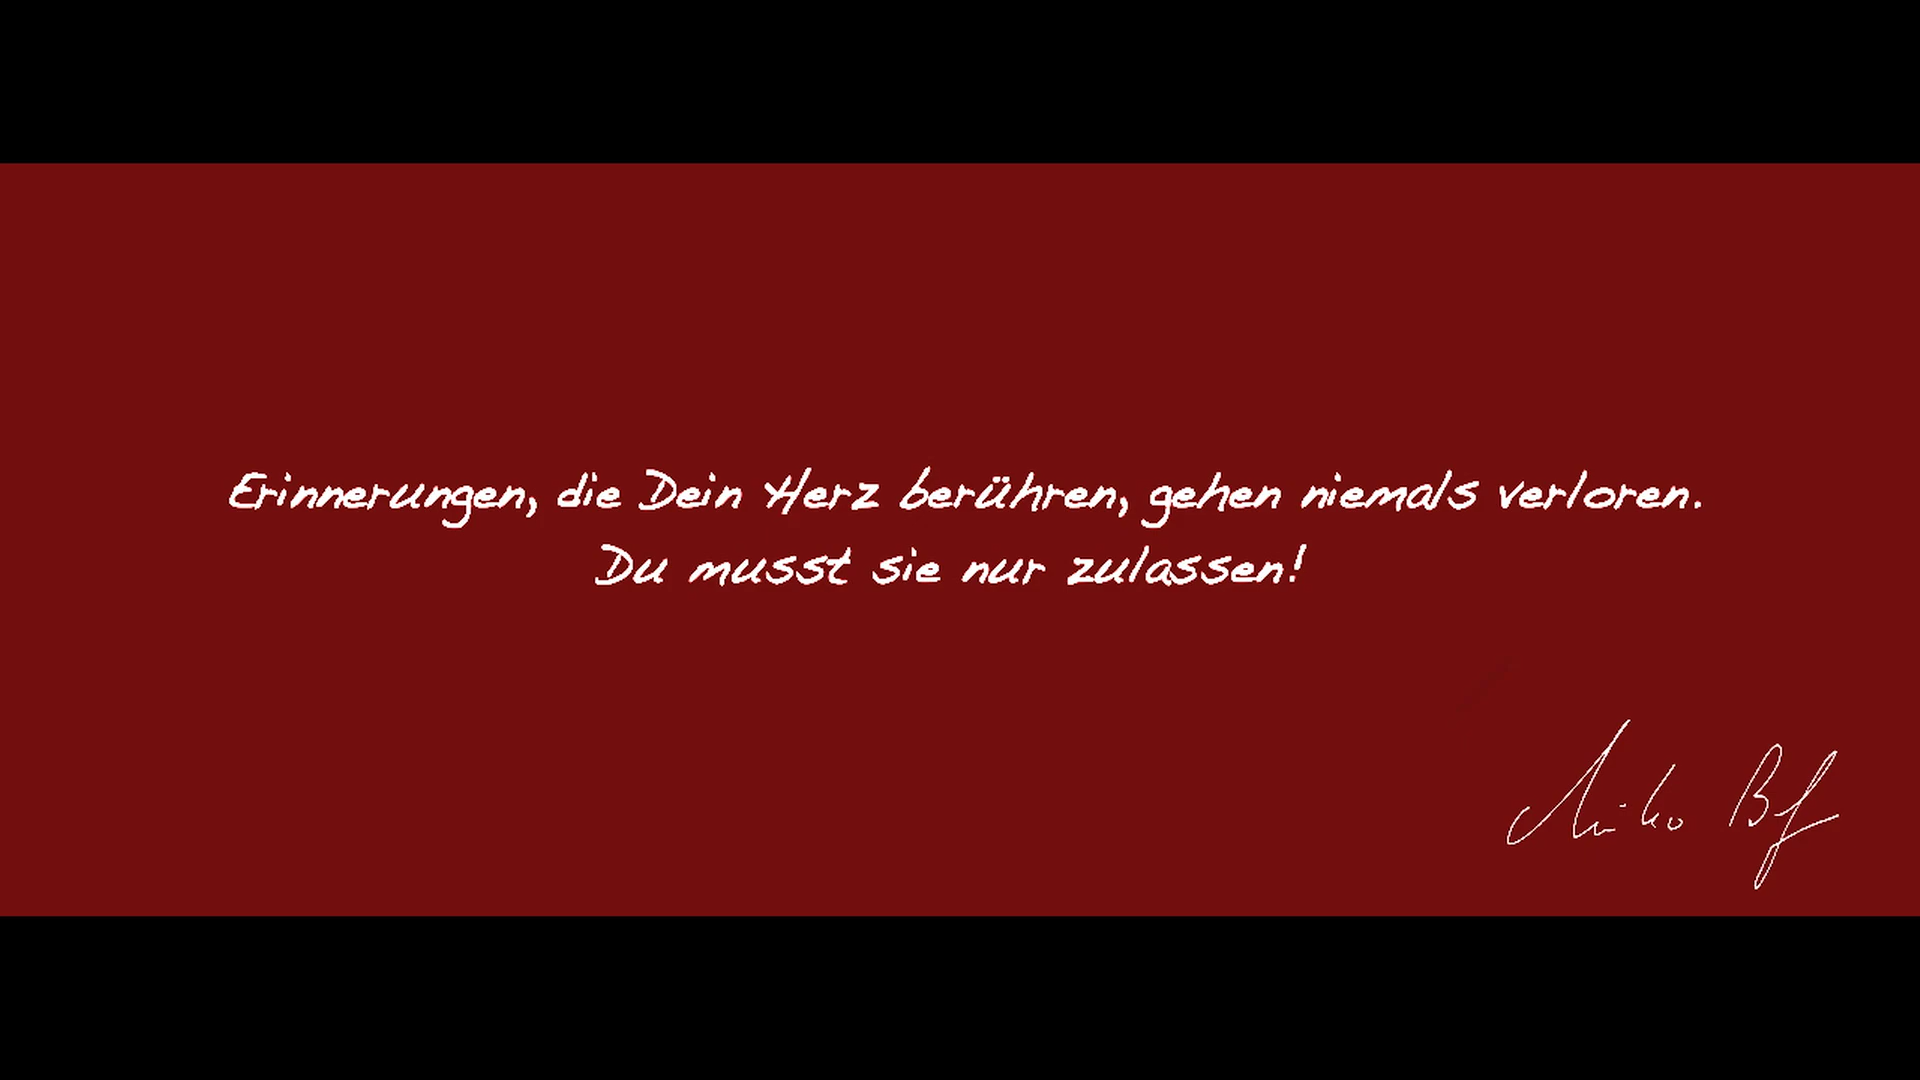 Erinnerungen, die Dein Herz berühren, gehen niemals verloren.
Du musst sie nur zulassen!